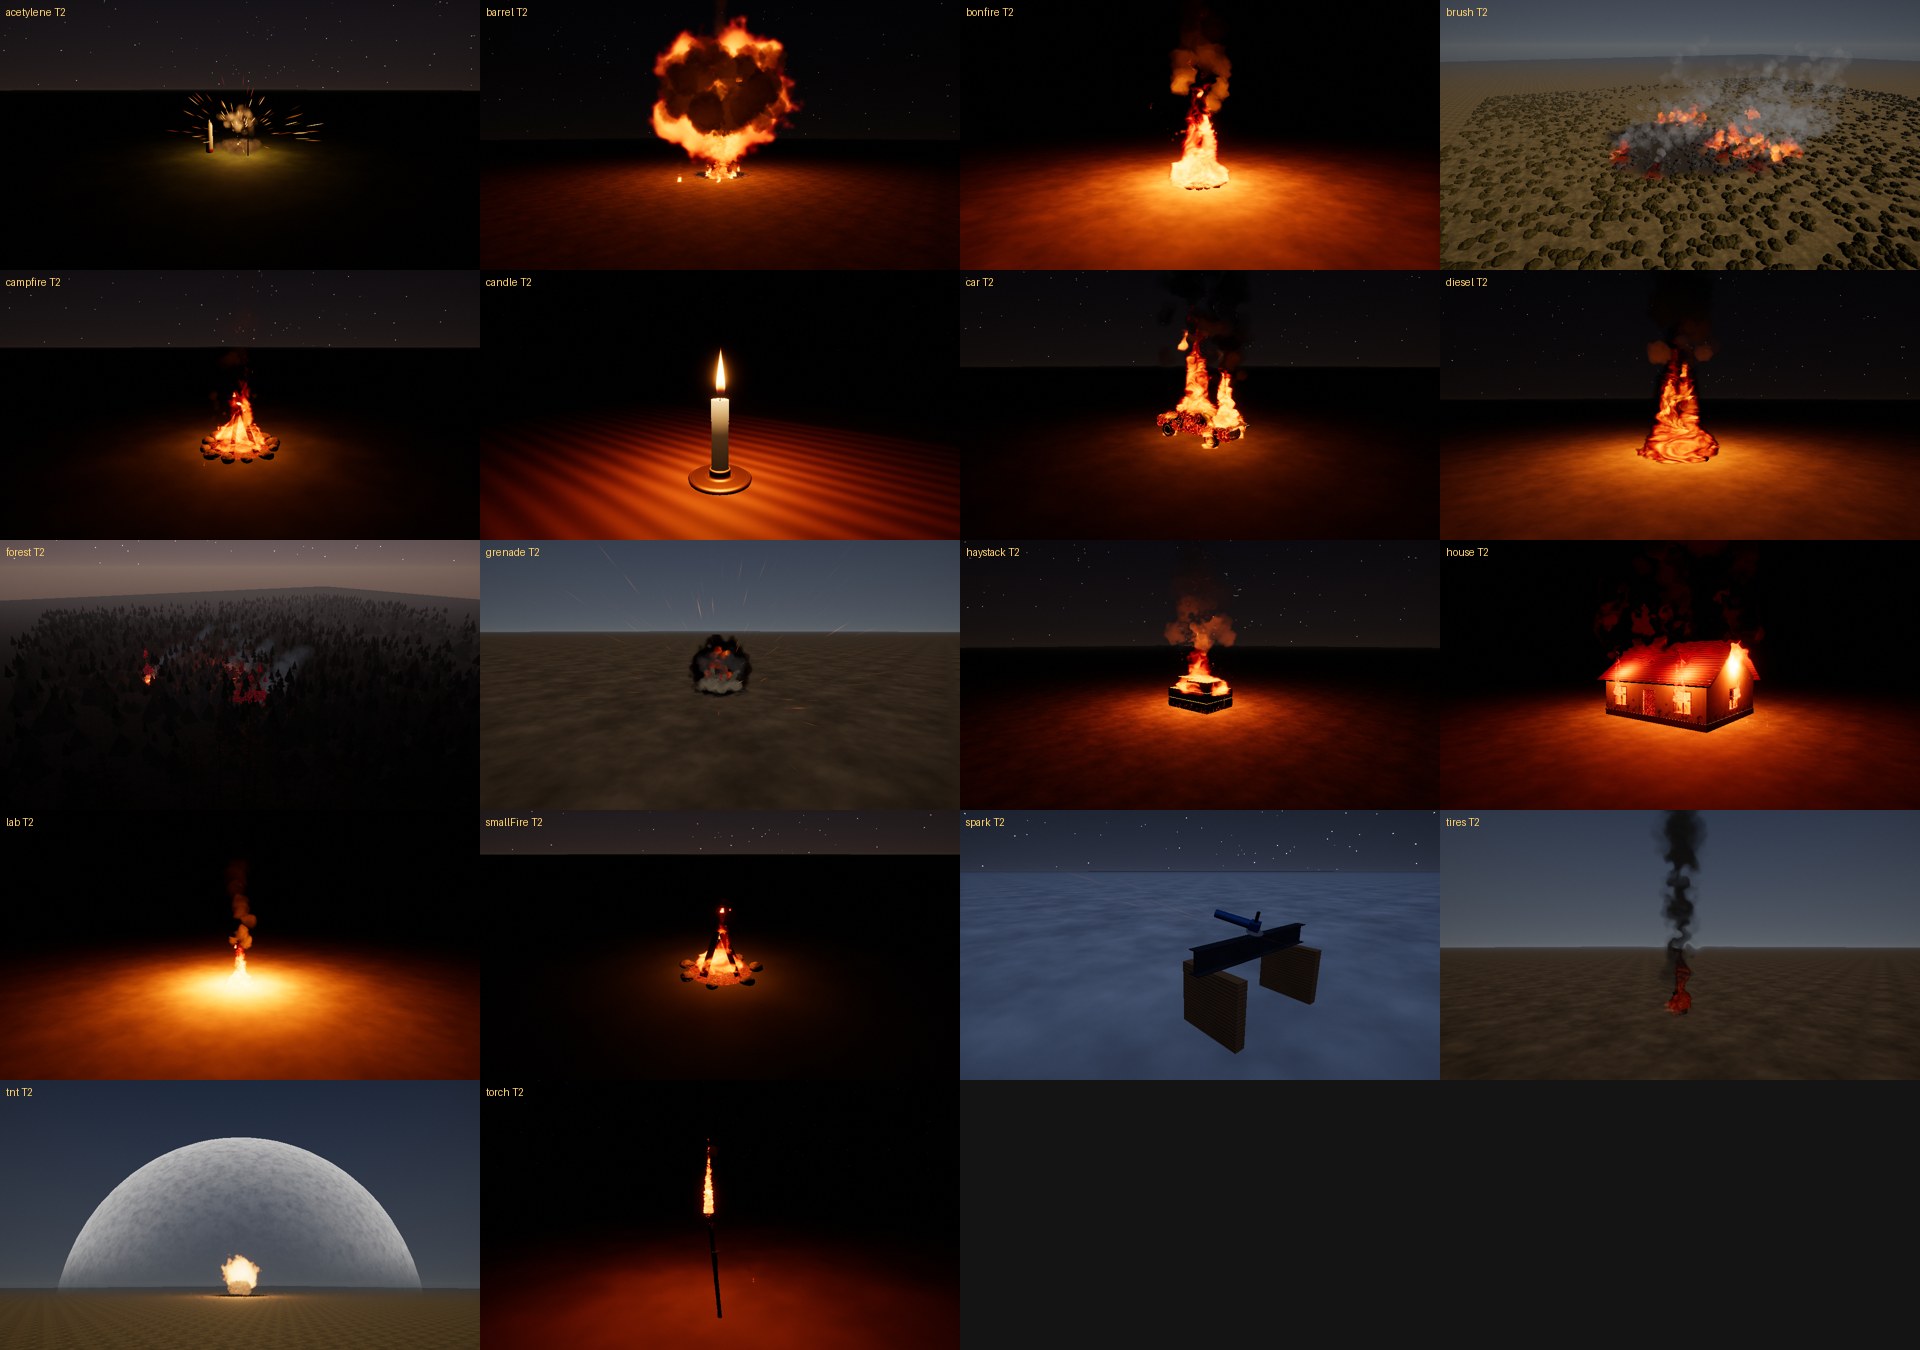 acetylene T2
barrel T2
bonfire T2
brush T2
campfire T2
candle T2
car T2
diesel T2
forest T2
grenade T2
haystack T2
house T2
lab T2
smallFire T2
spark T2
tires T2
tnt T2
torch T2